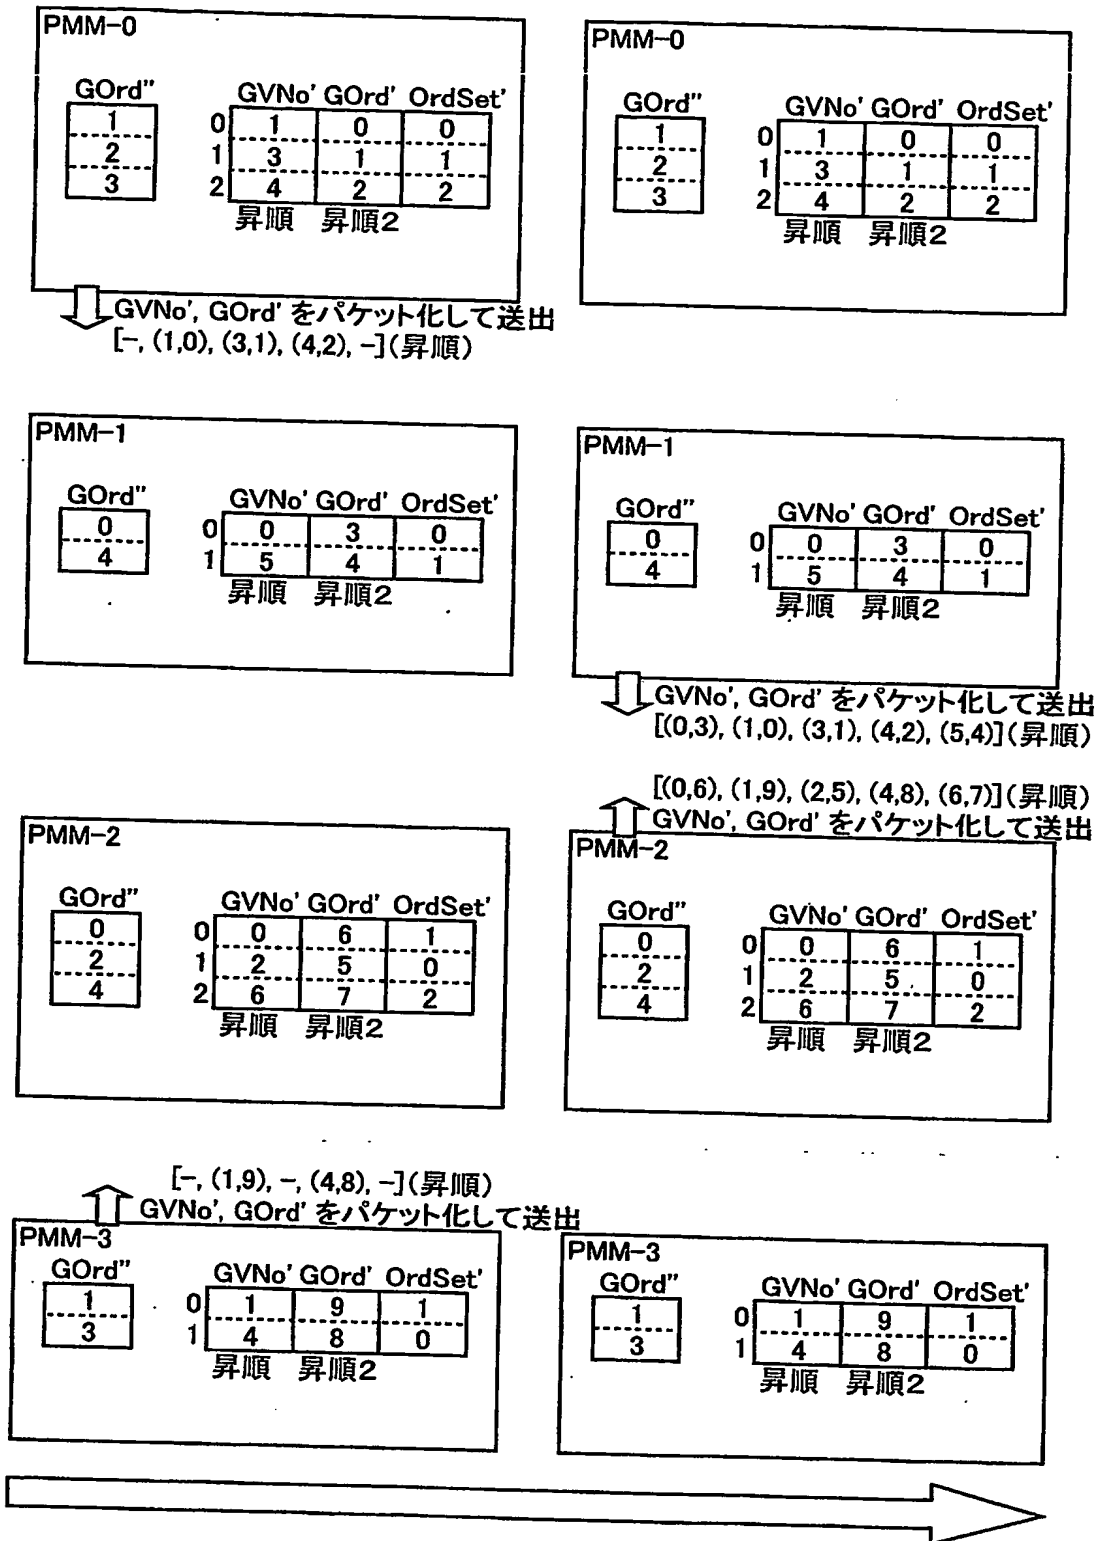 PMM-0
GOord"
1
2
3
GVNo' GOrd' OrdSet'
0 1 0 0
1 3 1 1
2 4 2 2
昇順 昇順2
GVNo', GOrd' をパケット化して送出
[-, (1,0), (3,1), (4,2), -](昇順)
PMM-1
GOrd"
0
4
GVNo' GOrd' OrdSet'
0 0 3 0
1 5 4 1
昇順 昇順2
PMM-2
GOrd"
0
2
4
GVNo' GOrd' OrdSet'
0 0 6 1
1 2 5 0
2 6 7 2
昇順 昇順2
[-, (1,9), -, (4,8), -](昇順)
GVNo', GOrd' をパケット化して送出
PMM-3
GOrd"
1
3
GVNo' GOrd' OrdSet'
0 1 9 1
1 4 8 0
昇順 昇順2
PMM-0
GOrd"
1
2
3
GVNo' GOrd' OrdSet'
0 1 0 0
1 3 1 1
2 4 2 2
昇順 昇順2
PMM-1
GOrd"
0
4
GVNo' GOrd' OrdSet'
0 0 3 0
1 5 4 1
昇順 昇順2
GVNo', GOrd' をパケット化して送出
[(0,3), (1,0), (3,1), (4,2), (5,4)](昇順)
[(0,6), (1,9), (2,5), (4,8), (6,7)](昇順)
GVNo', GOrd' をパケット化して送出
PMM-2
GOrd"
0
2
4
GVNo' GOrd' OrdSet'
0 0 6 1
1 2 5 0
2 6 7 2
昇順 昇順2
PMM-3
GOrd"
1
3
GVNo' GOrd' OrdSet'
0 1 9 1
1 4 8 0
昇順 昇順2